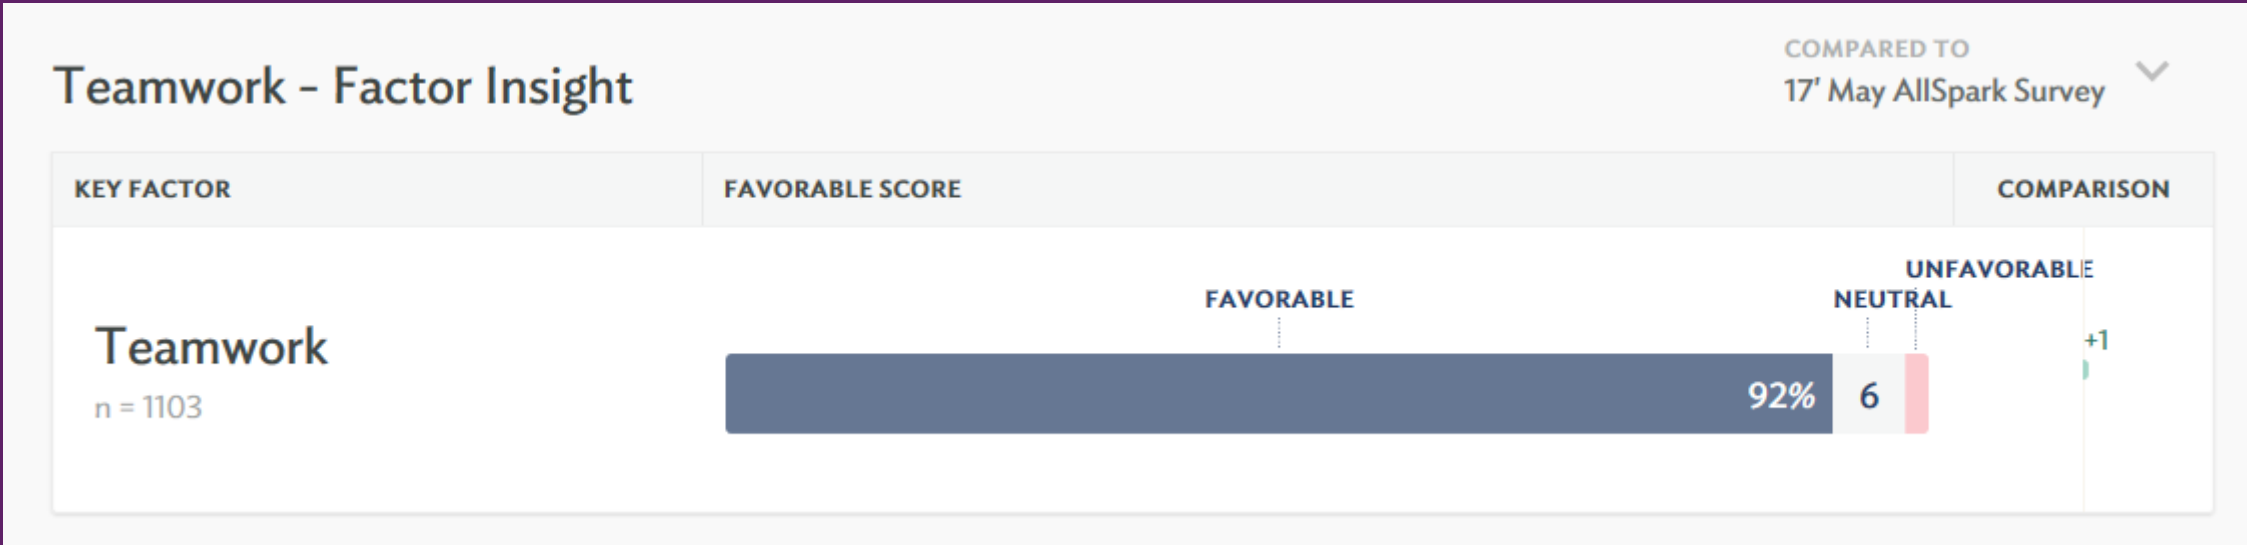 COMPARED TO
Teamwork - Factor Insight
17' May AllSpark Survey
KEY FACTOR
FAVORABLE SCORE
COMPARISON
UNFAVORABLE
FAVORABLE
NEUTRAL
Teamwork
+1
92%
6
n = 1103